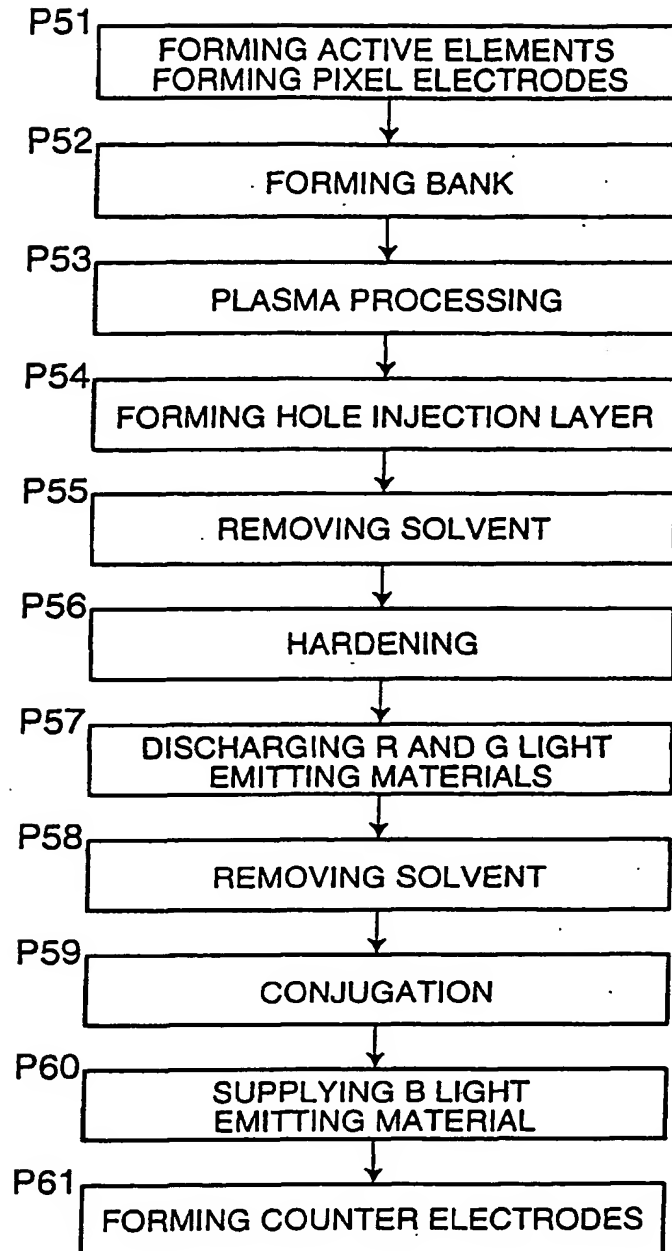 P51
FORMING ACTIVE ELEMENTS
FORMING PIXEL ELECTRODES
P52
FORMING BANK
P53
PLASMA PROCESSING
P54
FORMING HOLE INJECTION LAYER
P55
REMOVING SOLVENT
P56
HARDENING
P57
DISCHARGING R AND G LIGHT
EMITTING MATERIALS
P58
REMOVING SOLVENT
P59
CONJUGATION
P60
SUPPLYING B LIGHT
EMITTING MATERIAL
P61
FORMING COUNTER ELECTRODES